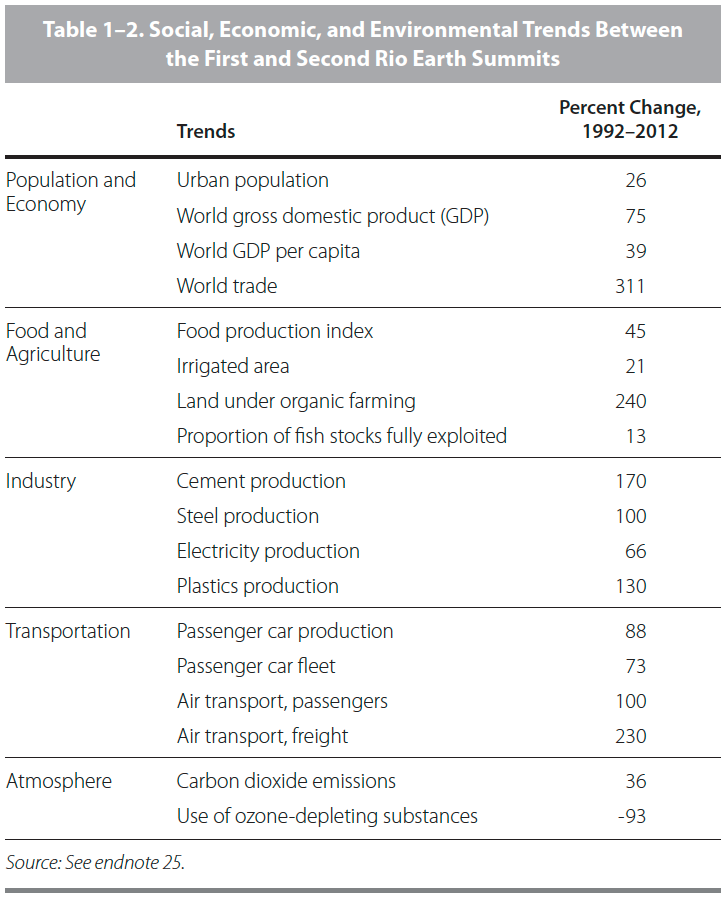 Table 1–2. Social, Economic, and Environmental Trends Between
the First and Second Rio Earth Summits
Trends
Percent Change,
1992–2012
Population and
Economy
Urban population 26
World gross domestic product (GDP) 75
World GDP per capita 39
World trade 311
Food and
Agriculture
Food production index 45
Irrigated area 21
Land under organic farming 240
Proportion of fish stocks fully exploited 13
Industry
Cement production 170
Steel production 100
Electricity production 66
Plastics production 130
Transportation
Passenger car production 88
Passenger car fleet 73
Air transport, passengers 100
Air transport, freight 230
Atmosphere
Carbon dioxide emissions 36
Use of ozone-depleting substances -93
Source: See endnote 25.